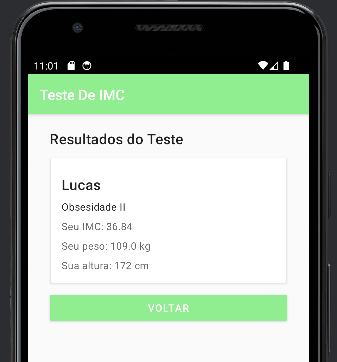 11:01
Teste De IMC
Resultados do Teste
Lucas
Obsesidade II
Seu IMC: 36.84
Seu peso: 109.0 kg
Sua altura: 172 cm
VOLTAR